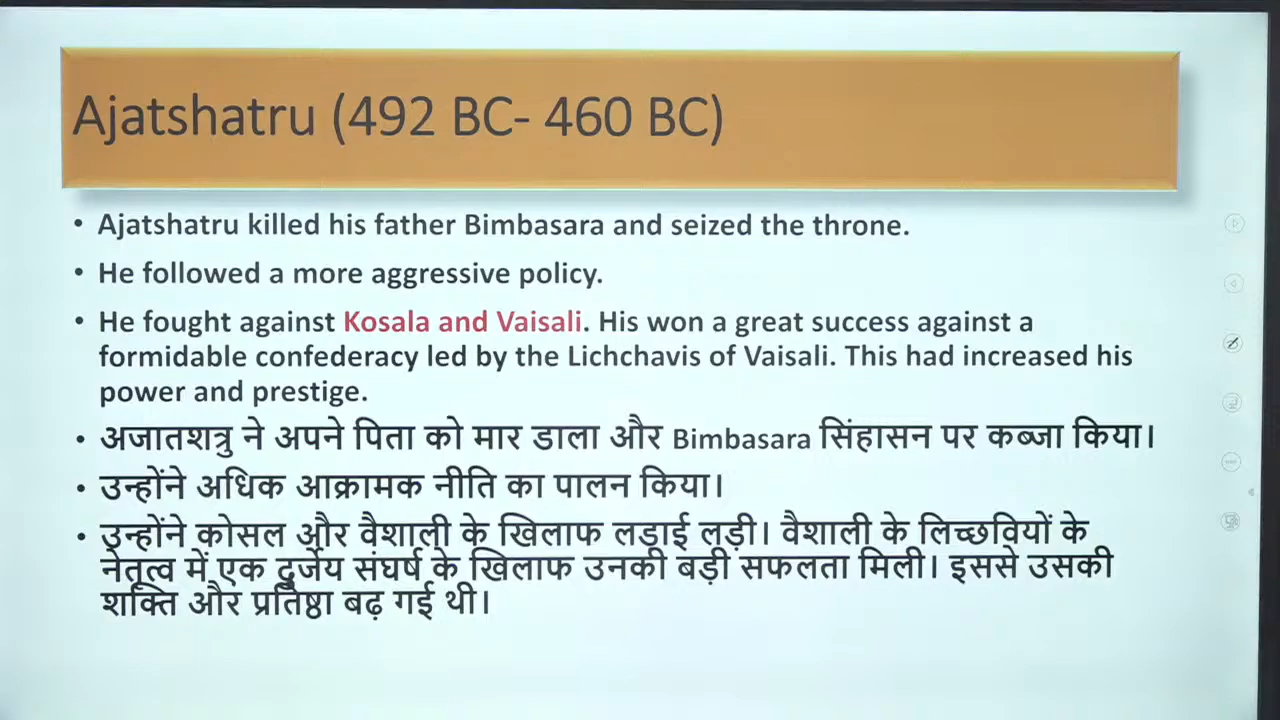 Ajatshatru (492 BC- 460 BC)
• Ajatshatru killed his father Bimbasara and seized the throne.
• He followed a more aggressive policy.
• He fought against Kosala and Vaisali. His won a great success against a
formidable confederacy led by the Lichchavis of Vaisali. This had increased his
power and prestige.
• अजातशत्रु ने अपने पिता को मार डाला और Bimbasara सिंहासन पर कब्जा किया।
• उन्होंने अधिक आक्रामक नीति का पालन किया।
• उन्होंने कोसल और वैशाली के खिलाफ लड़ाई लड़ी। वैशाली के लिच्छवियों के
नेतृत्व में एक दुर्जेय संघर्ष के खिलाफ उनकी बड़ी सफलता मिली। इससे उसकी
शक्ति और प्रतिष्ठा बढ़ गई थी।